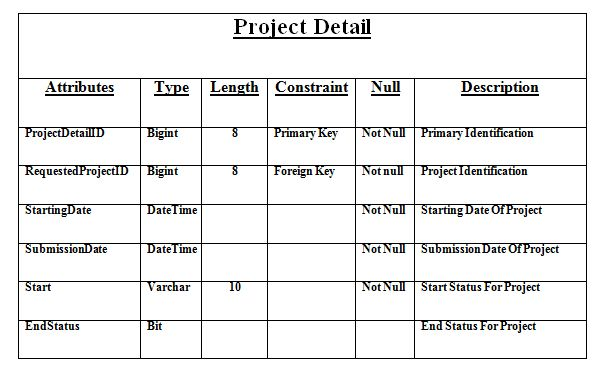 Project Detail
Attributes Type Length Constraint Null Description
ProjectDetailID Bigint 8 Primary Key Not Null Primary Identification
RequestedProjectID Bigint 8 Foreign Key Not null Project Identification
StartingDate DateTime Not Null Starting Date Of Project
SubmissionDate DateTime Not Null Submission Date Of Project
Start Varchar 10 Not Null Start Status For Project
EndStatus Bit End Status For Project